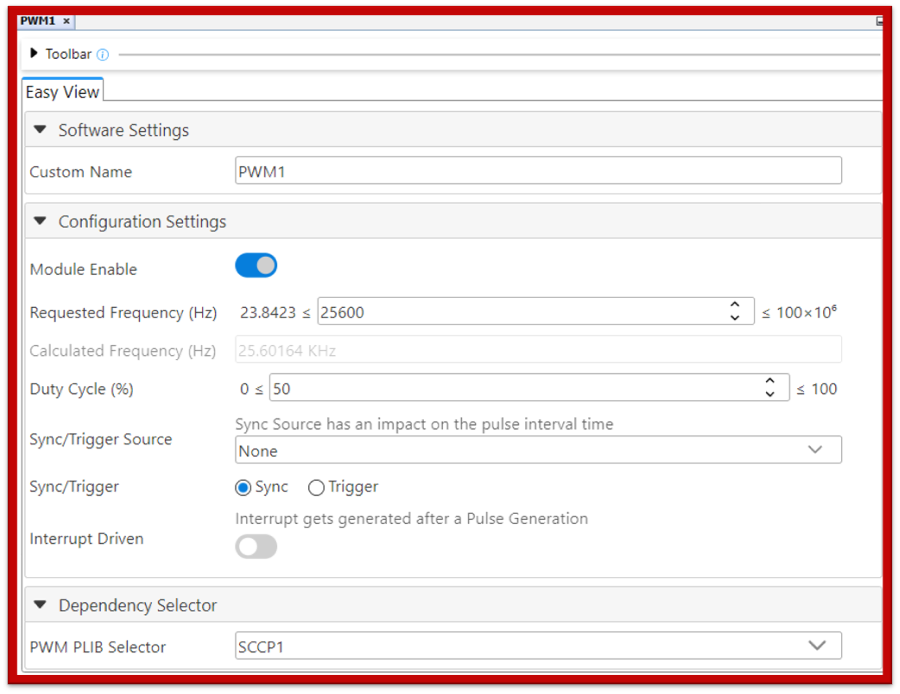 PWM1 ×
Toolbar
Easy View
Software Settings
Custom Name PWM1
Configuration Settings
Module Enable
Requested Frequency (Hz) 23.8423 ≤ 25600 ≤ 100×10⁶
Calculated Frequency (Hz) 25.60164 KHz
Duty Cycle (%) 0 ≤ 50 ≤ 100
Sync Source has an impact on the pulse interval time
Sync/Trigger Source
None
Sync/Trigger Sync Trigger
Interrupt gets generated after a Pulse Generation
Interrupt Driven
Dependency Selector
PWM PLIB Selector SCCP1